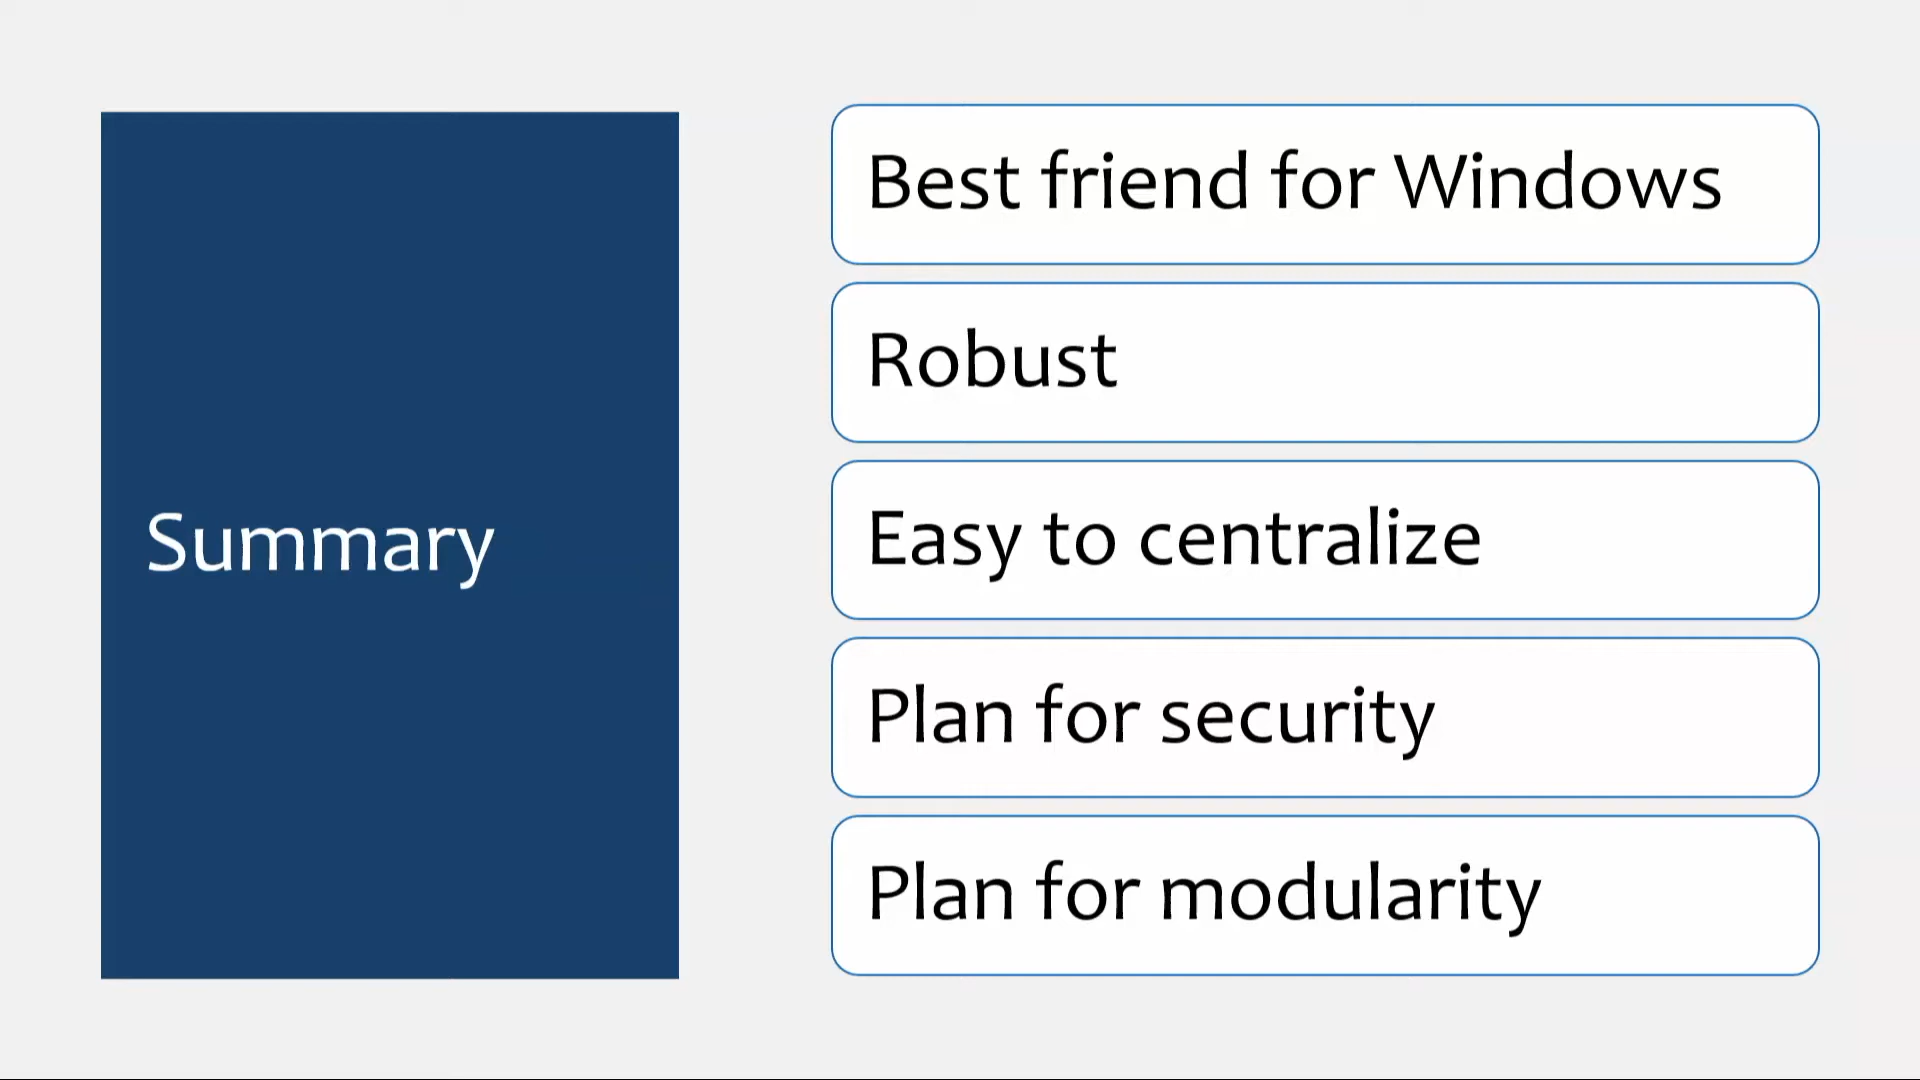 Summary
Best friend for Windows
Robust
Easy to centralize
Plan for security
Plan for modularity